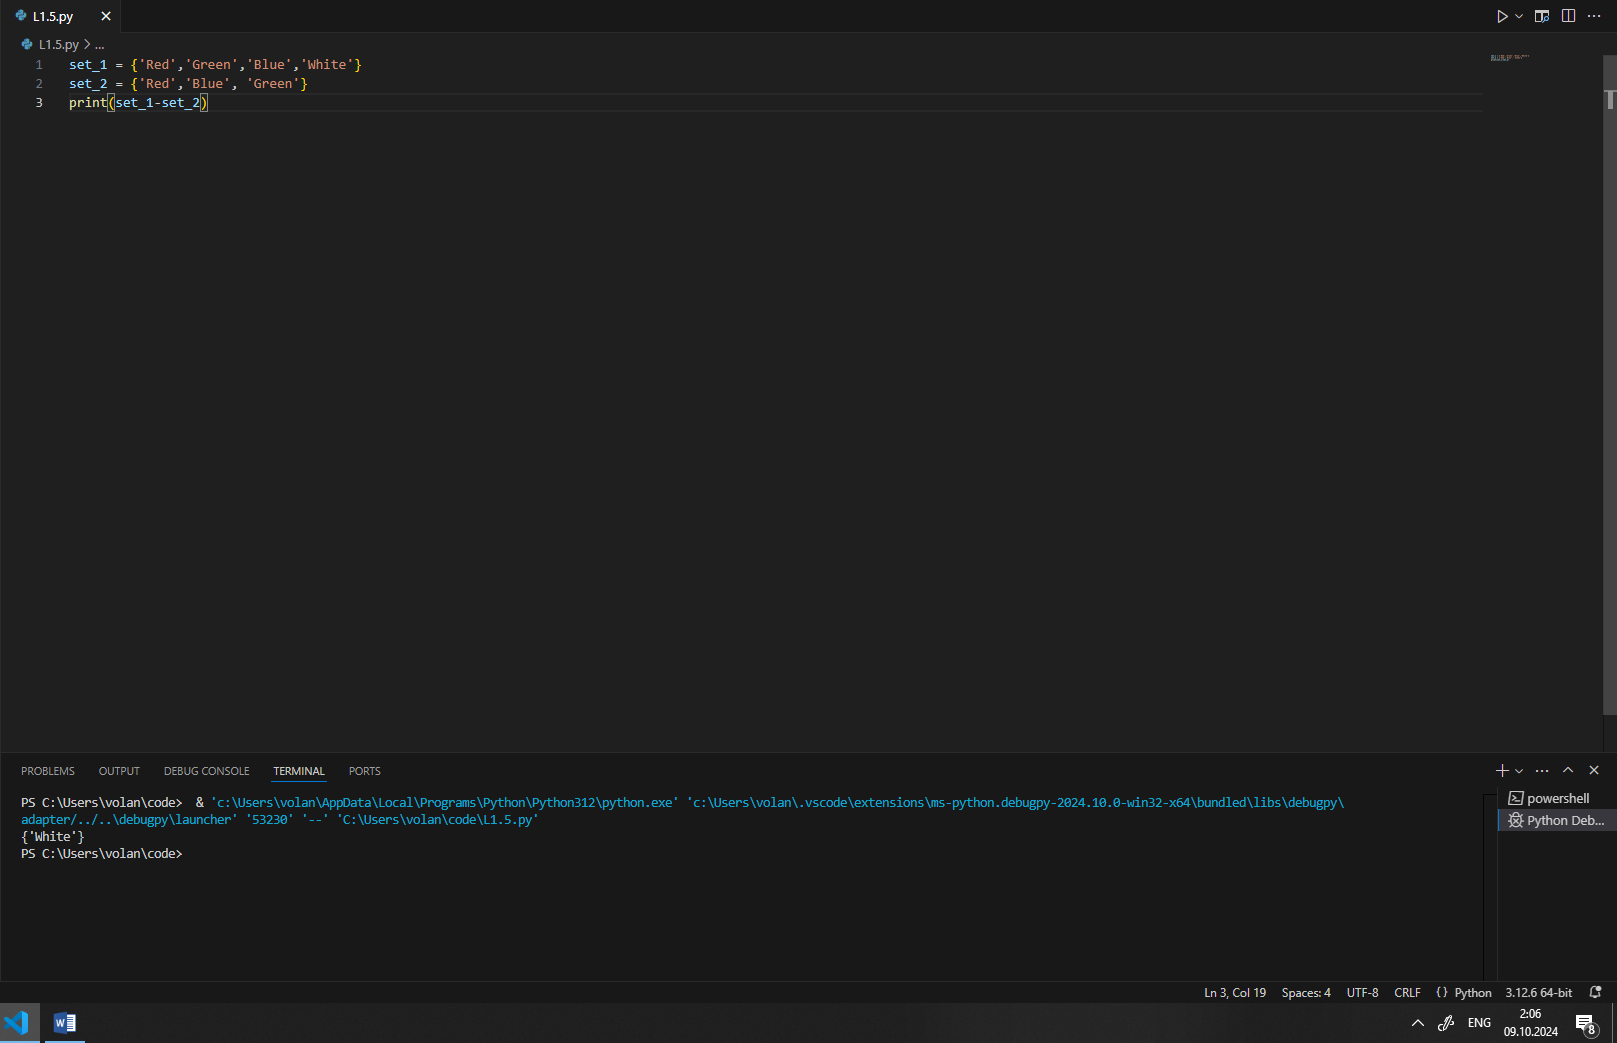 L1.5.py
L1.5.py > ...
1 set_1 = {'Red','Green','Blue','White'}
2 set_2 = {'Red','Blue', 'Green'}
3 print(set_1-set_2)
PROBLEMS OUTPUT DEBUG CONSOLE TERMINAL PORTS
PS C:\Users\volan\code>  & 'c:\Users\volan\AppData\Local\Programs\Python\Python312\python.exe' 'c:\Users\volan\.vscode\extensions\ms-python.debugpy-2024.10.0-win32-x64\bundled\libs\debugpy\
adapter/../..\debugpy\launcher' '53230' '--' 'C:\Users\volan\code\L1.5.py'
{'White'}
PS C:\Users\volan\code>
powershell
Python Deb...
Ln 3, Col 19 Spaces: 4 UTF-8 CRLF {} Python 3.12.6 64-bit
W
ENG
2:06
09.10.2024
8